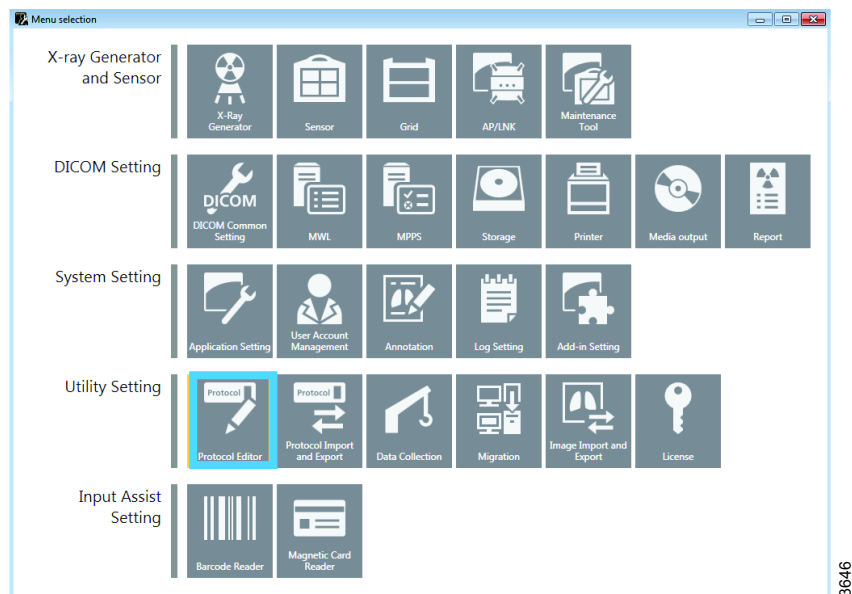 Menu selection
X-ray Generator
and Sensor
X-Ray
Generator
Sensor
Grid
AP/LNK
Maintenance
Tool
DICOM Setting
DICOM
DICOM Common
Setting
MWL
MPPS
Storage
Printer
Media output
Report
System Setting
Application Setting
User Account
Management
Annotation
Log Setting
Add-in Setting
Utility Setting
Protocol
Protocol Editor
Protocol
Protocol Import
and Export
Data Collection
Migration
Image Import and
Export
License
Input Assist
Setting
Barcode Reader
Magnetic Card
Reader